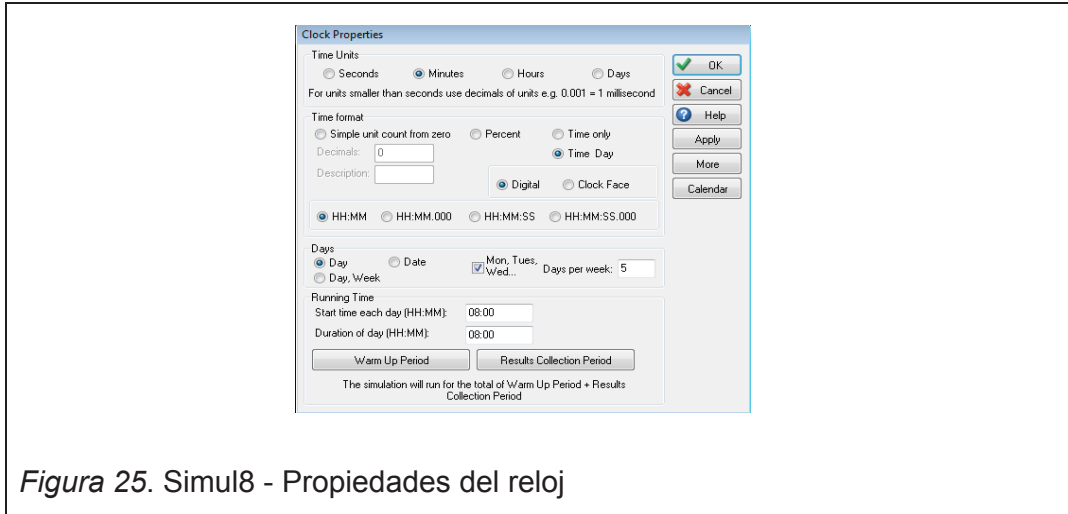 Clock Properties
Time Units
Seconds Minutes Hours Days
For units smaller than seconds use decimals of units e.g. 0.001 = 1 millisecond
Time format
Simple unit count from zero Percent Time only
Decimals: 0 Time Day
Description:
Digital Clock Face
HH:MM HH:MM.000 HH:MM:SS HH:MM:SS.000
Days
Day Date Mon, Tues, Wed... Days per week: 5
Day, Week
Running Time
Start time each day (HH:MM): 08:00
Duration of day (HH:MM): 08:00
Warm Up Period Results Collection Period
The simulation will run for the total of Warm Up Period + Results
Collection Period
OK
Cancel
Help
Apply
More
Calendar
Figura 25. Simul8 - Propiedades del reloj